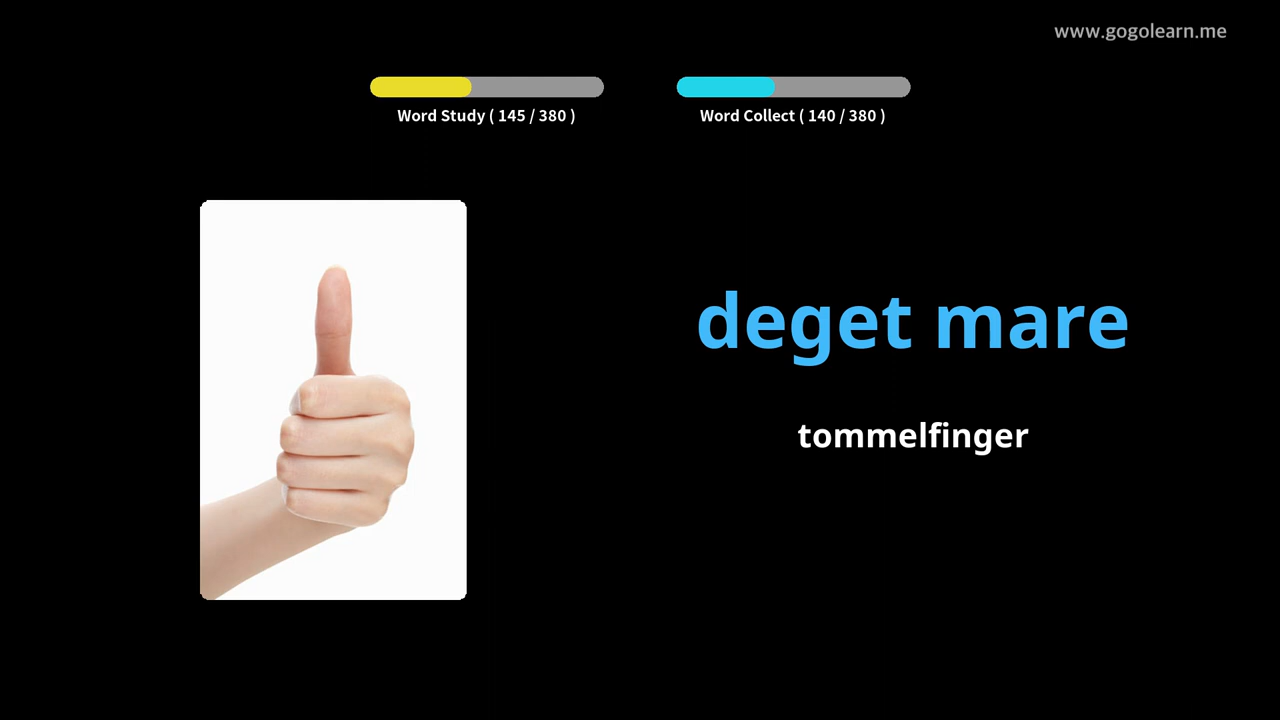 www.gogolearn.me
Word Study ( 145 / 380 )
Word Collect ( 140 / 380 )
deget mare
tommelfinger